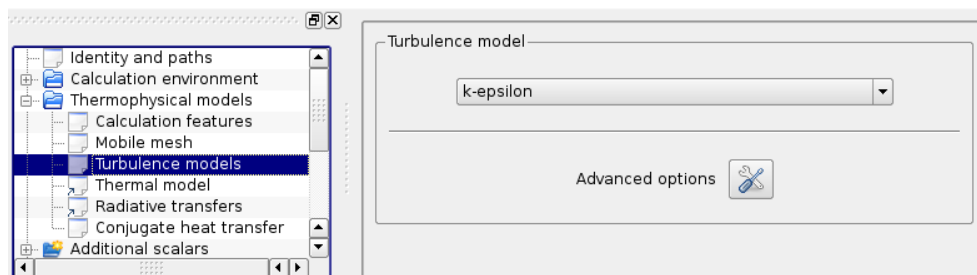 Identity and paths
Calculation environment
Thermophysical models
Calculation features
Mobile mesh
Turbulence models
Thermal model
Radiative transfers
Conjugate heat transfer
Additional scalars
Turbulence model
k-epsilon
Advanced options